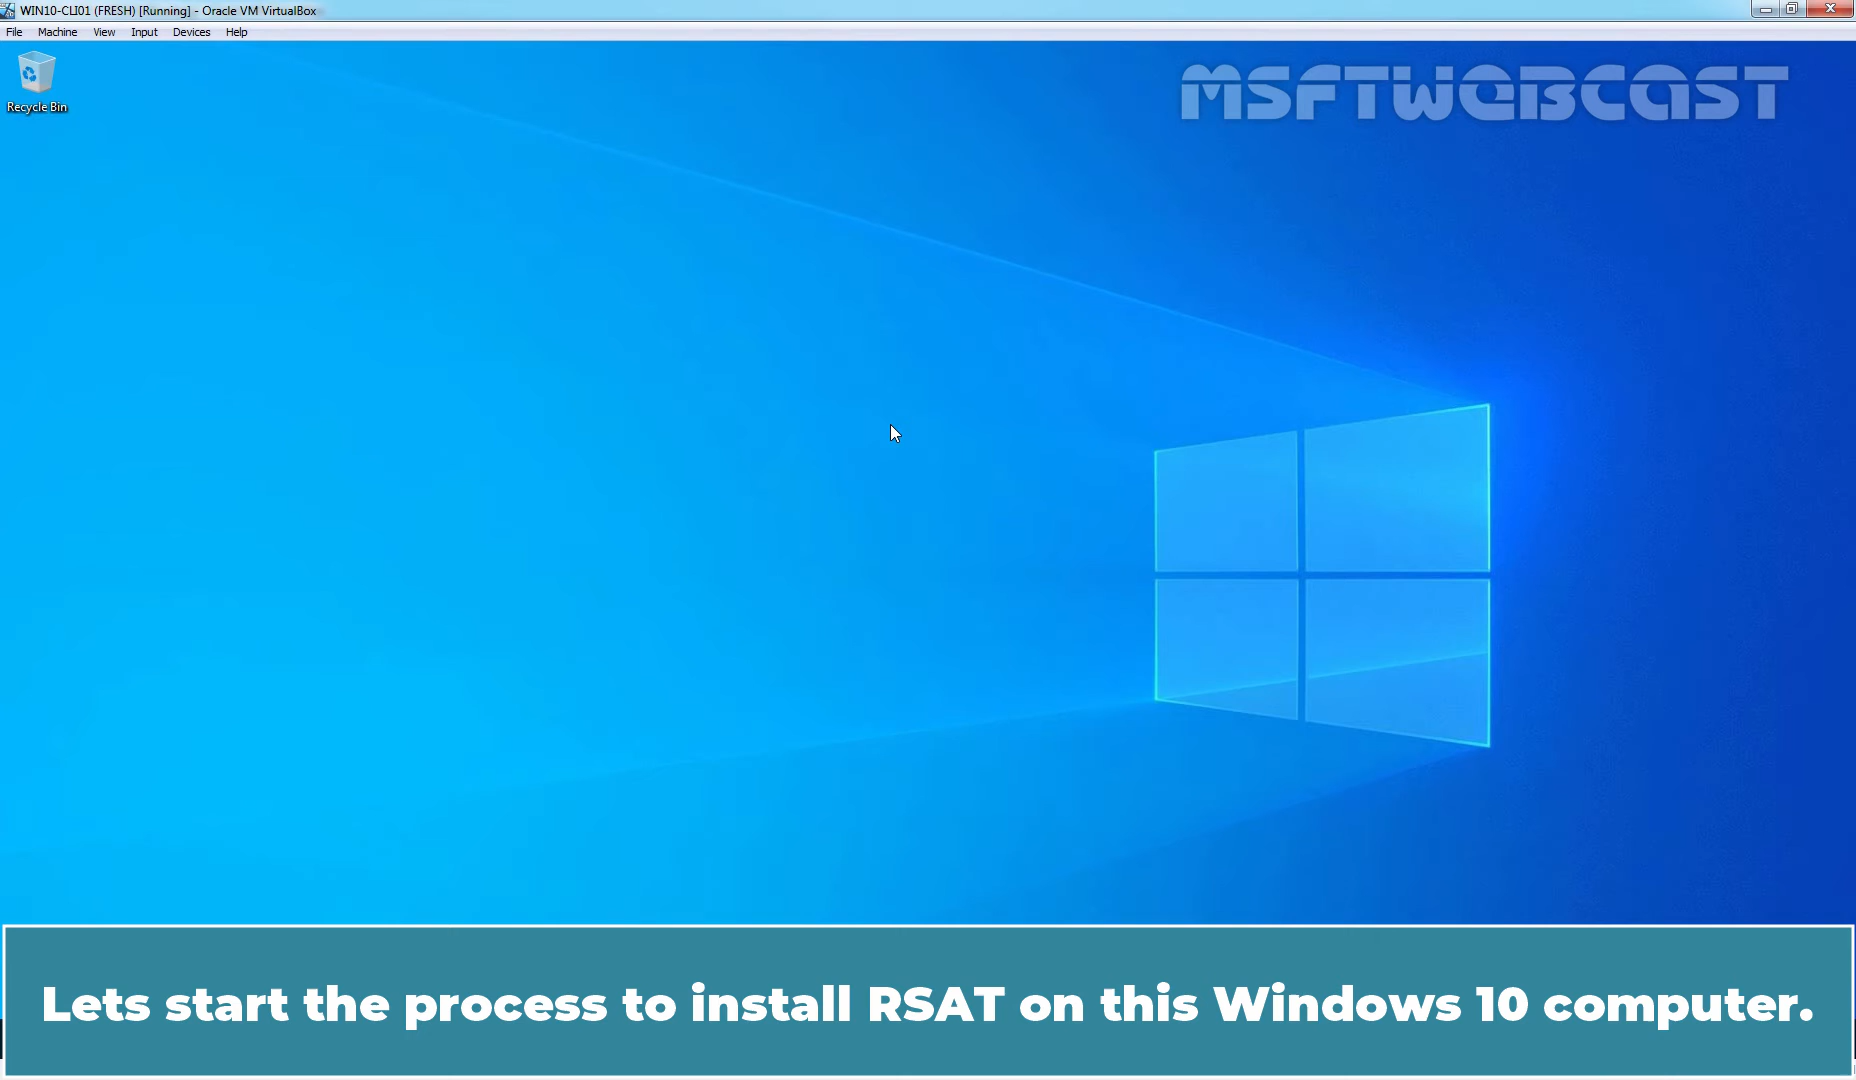 WIN10-CLI01 (FRESH) [Running] - Oracle VM VirtualBox
File Machine View Input Devices Help
Recycle Bin
MSFTWEBCAST
Lets start the process to install RSAT on this Windows 10 computer.